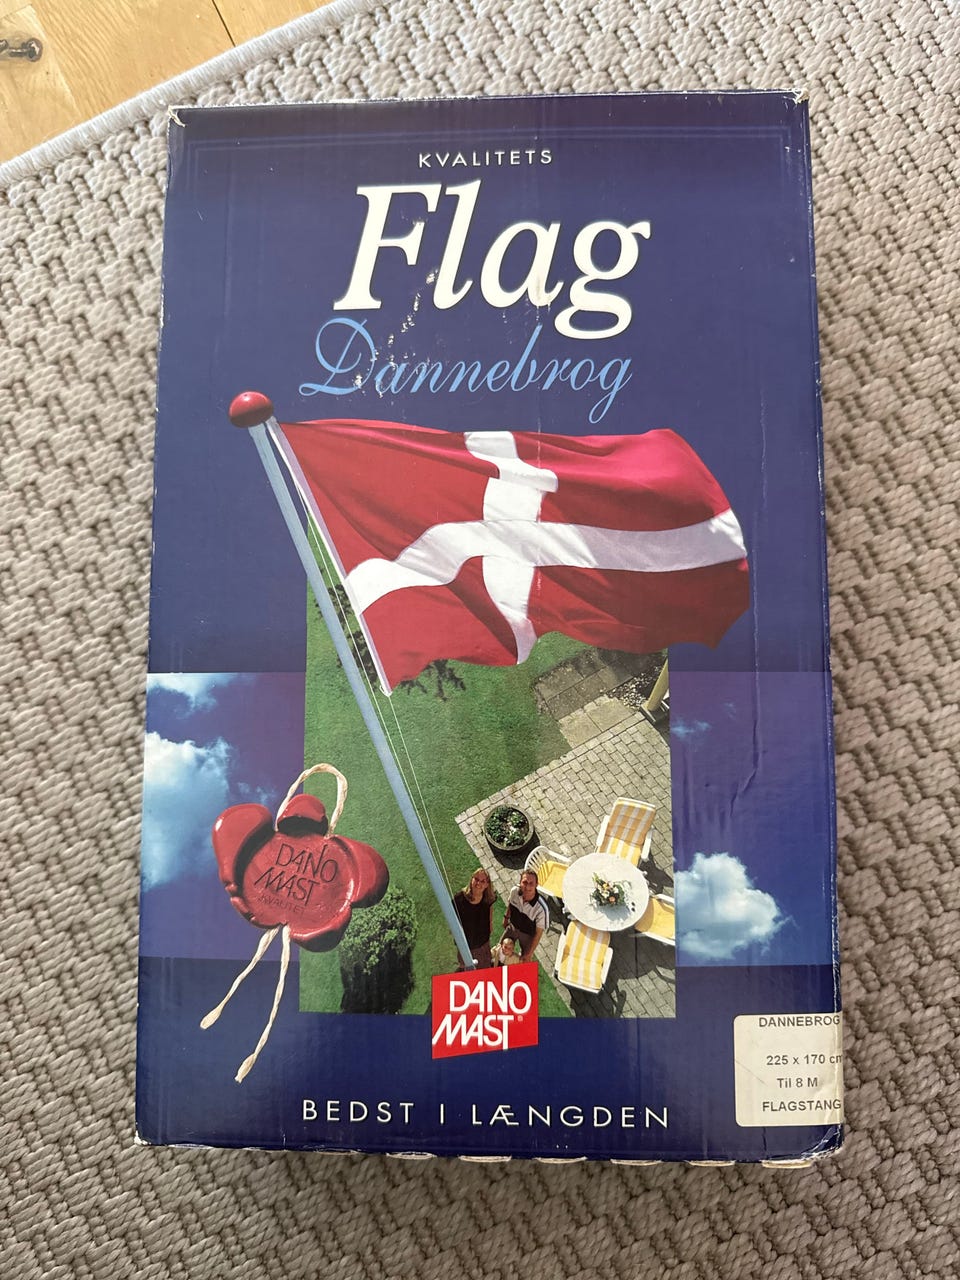 KVALITETS
Flag
Dannebrog
DANO
MAST
KVALITET
DANO
MAST®
DANNEBROG
225 x 170 cm
Til 8 M
FLAGSTANG
BEDST I LÆNGDEN